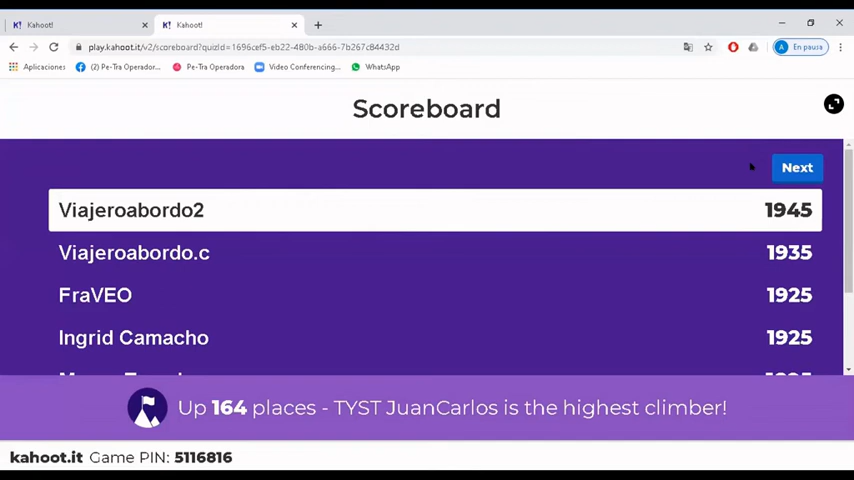 K! Kahoot!
K! Kahoot!
play.kahoot.it/v2/scoreboard?quizId=1696cef5-eb22-480b-a666-7b267c84432d
A En pausa
Aplicaciones
(2) Pe-Tra Operador...
Pe-Tra Operadora
Video Conferencing...
WhatsApp
Scoreboard
Next
Viajeroabordo2 1945
Viajeroabordo.c 1935
FraVEO 1925
Ingrid Camacho 1925
Up 164 places - TYST JuanCarlos is the highest climber!
kahoot.it Game PIN: 5116816